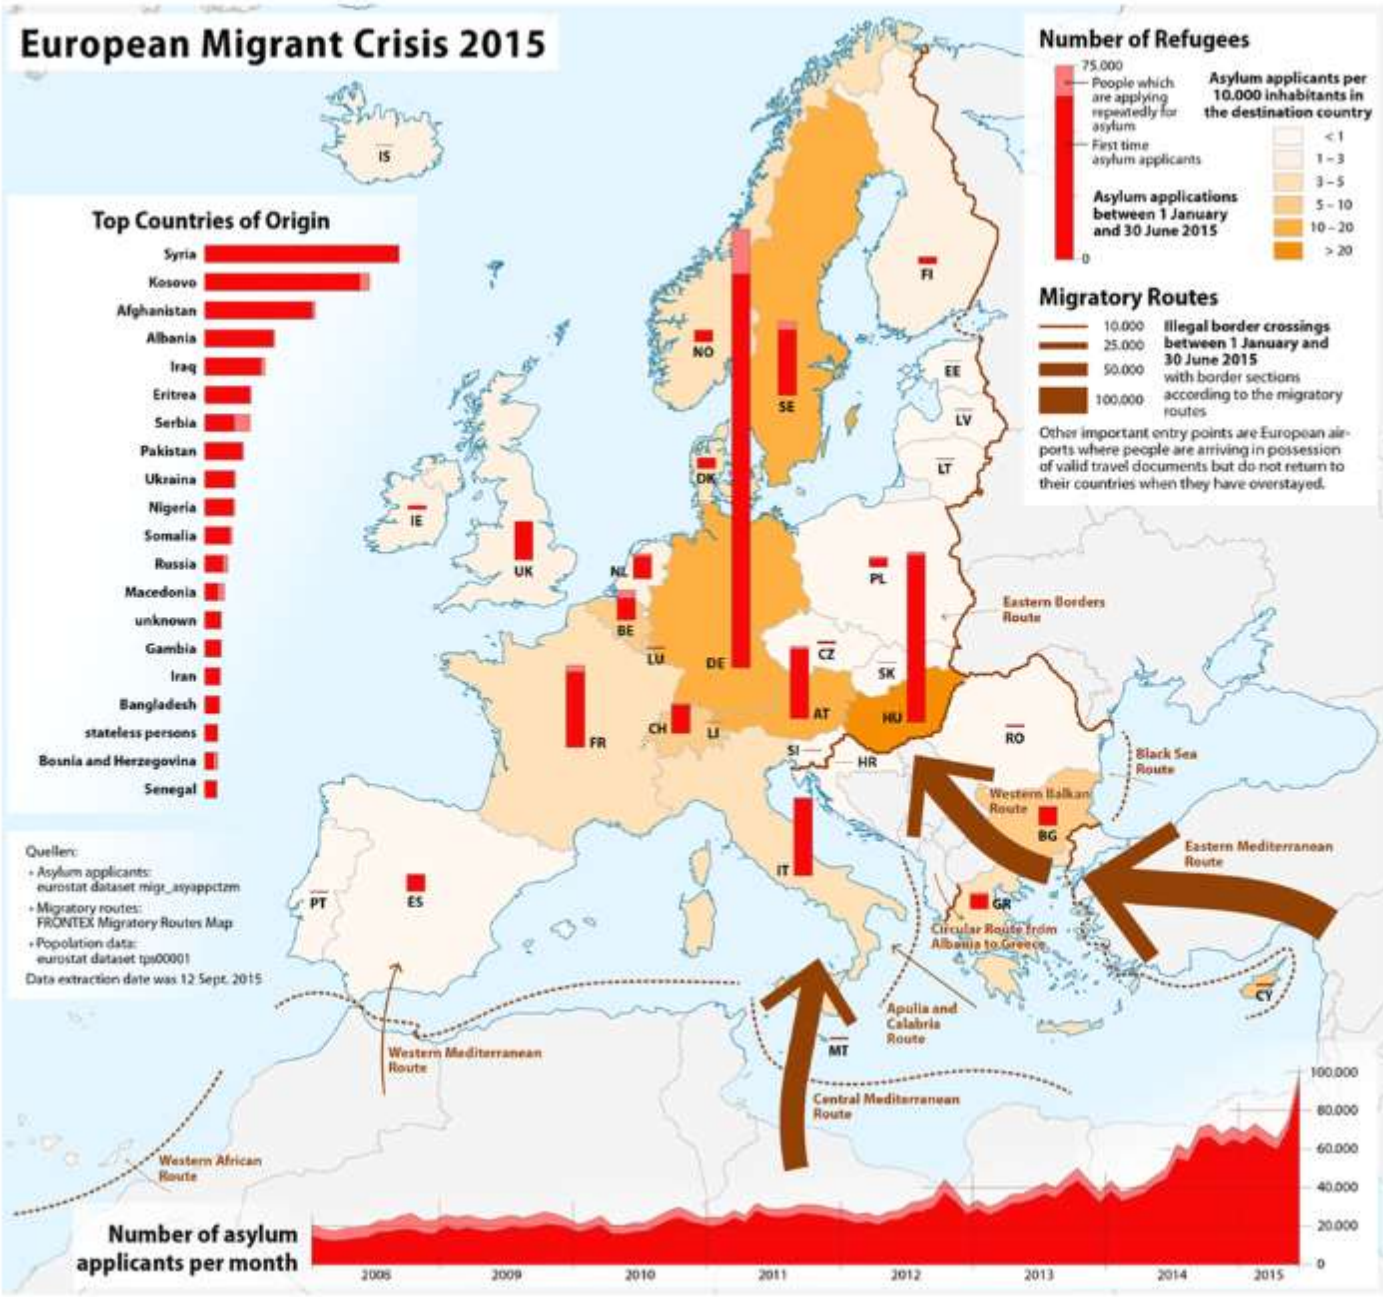 European Migrant Crisis 2015
Number of Refugees
75.000
People which
are applying
repeatedly for
asylum
First time
asylum applicants
Asylum applications
between 1 January
and 30 June 2015
0
Asylum applicants per
10.000 inhabitants in
the destination country
< 1
1 – 3
3 – 5
5 – 10
10 – 20
> 20
Migratory Routes
10.000
25.000
50.000
100.000
Illegal border crossings
between 1 January and
30 June 2015
with border sections
according to the migratory
routes
Other important entry points are European air-
ports where people are arriving in possession
of valid travel documents but do not return to
their countries when they have overstayed.
Top Countries of Origin
Syria
Kosovo
Afghanistan
Albania
Iraq
Eritrea
Serbia
Pakistan
Ukraina
Nigeria
Somalia
Russia
Macedonia
unknown
Gambia
Iran
Bangladesh
stateless persons
Bosnia and Herzegovina
Senegal
Quellen:
• Asylum applicants:
eurostat dataset migr_asyappctzm
• Migratory routes:
FRONTEX Migratory Routes Map
• Popolation data:
eurostat dataset tps00001
Data extraction date was 12 Sept. 2015
IS
FI
NO
SE
EE
LV
LT
DK
IE
UK
NL
BE
LU
DE
PL
CZ
SK
AT
HU
CH
LI
FR
SI
HR
RO
BG
IT
GR
PT
ES
MT
CY
Eastern Borders
Route
Black Sea
Route
Western Balkan
Route
Eastern Mediterranean
Route
Circular Route from
Albania to Greece
Apulia and
Calabria
Route
Central Mediterranean
Route
Western Mediterranean
Route
Western African
Route
Number of asylum
applicants per month
100.000
80.000
60.000
40.000
20.000
0
2008
2009
2010
2011
2012
2013
2014
2015